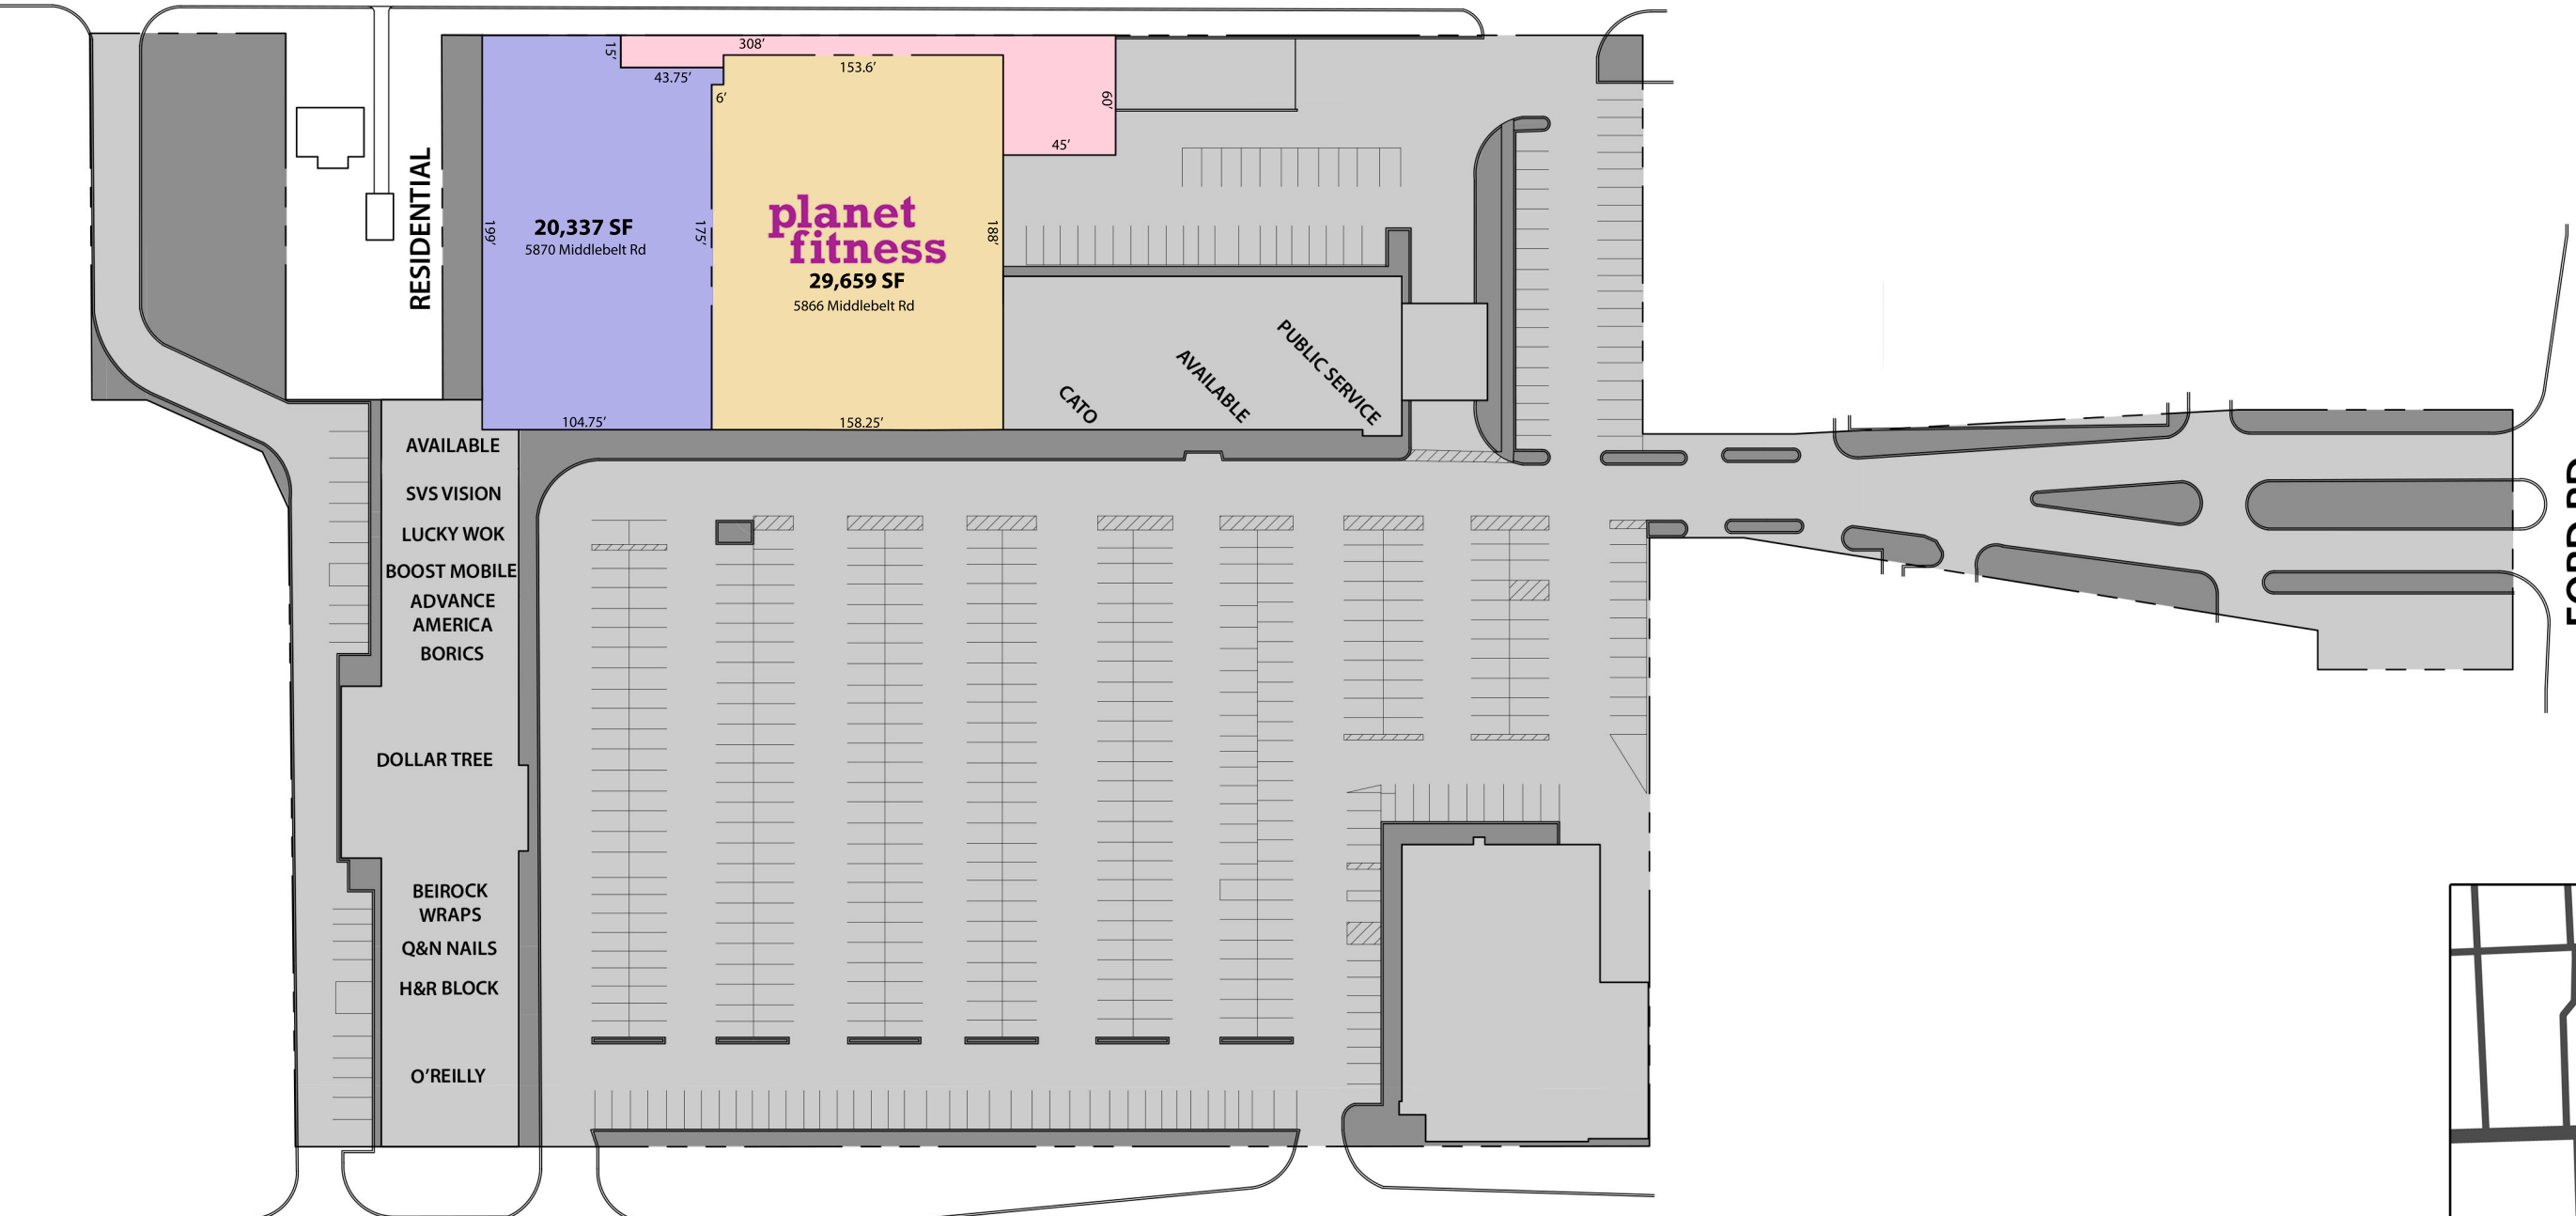 308’
15’
43.75’
153.6’
6’
60’
45’
RESIDENTIAL
199’
20,337 SF
5870 Middlebelt Rd
175’
planet
fitness
29,659 SF
5866 Middlebelt Rd
188’
104.75’
158.25’
CATO
AVAILABLE
PUBLIC SERVICE
AVAILABLE
SVS VISION
LUCKY WOK
BOOST MOBILE
ADVANCE
AMERICA
BORICS
DOLLAR TREE
BEIROCK
WRAPS
Q&N NAILS
H&R BLOCK
O’REILLY
FORD RD